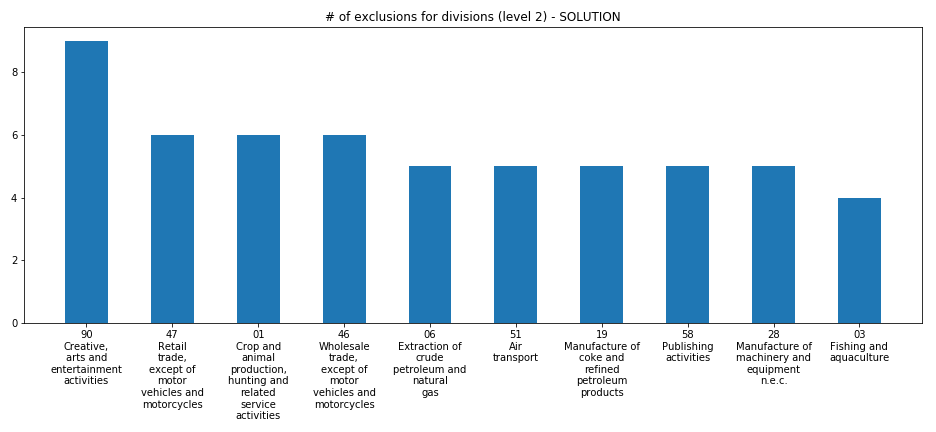 # of exclusions for divisions (level 2) - SOLUTION
8
6
4
2
0
90
Creative,
arts and
entertainment
activities
47
Retail
trade,
except of
motor
vehicles and
motorcycles
01
Crop and
animal
production,
hunting and
related
service
activities
46
Wholesale
trade,
except of
motor
vehicles and
motorcycles
06
Extraction of
crude
petroleum and
natural
gas
51
Air
transport
19
Manufacture of
coke and
refined
petroleum
products
58
Publishing
activities
28
Manufacture of
machinery and
equipment
n.e.c.
03
Fishing and
aquaculture